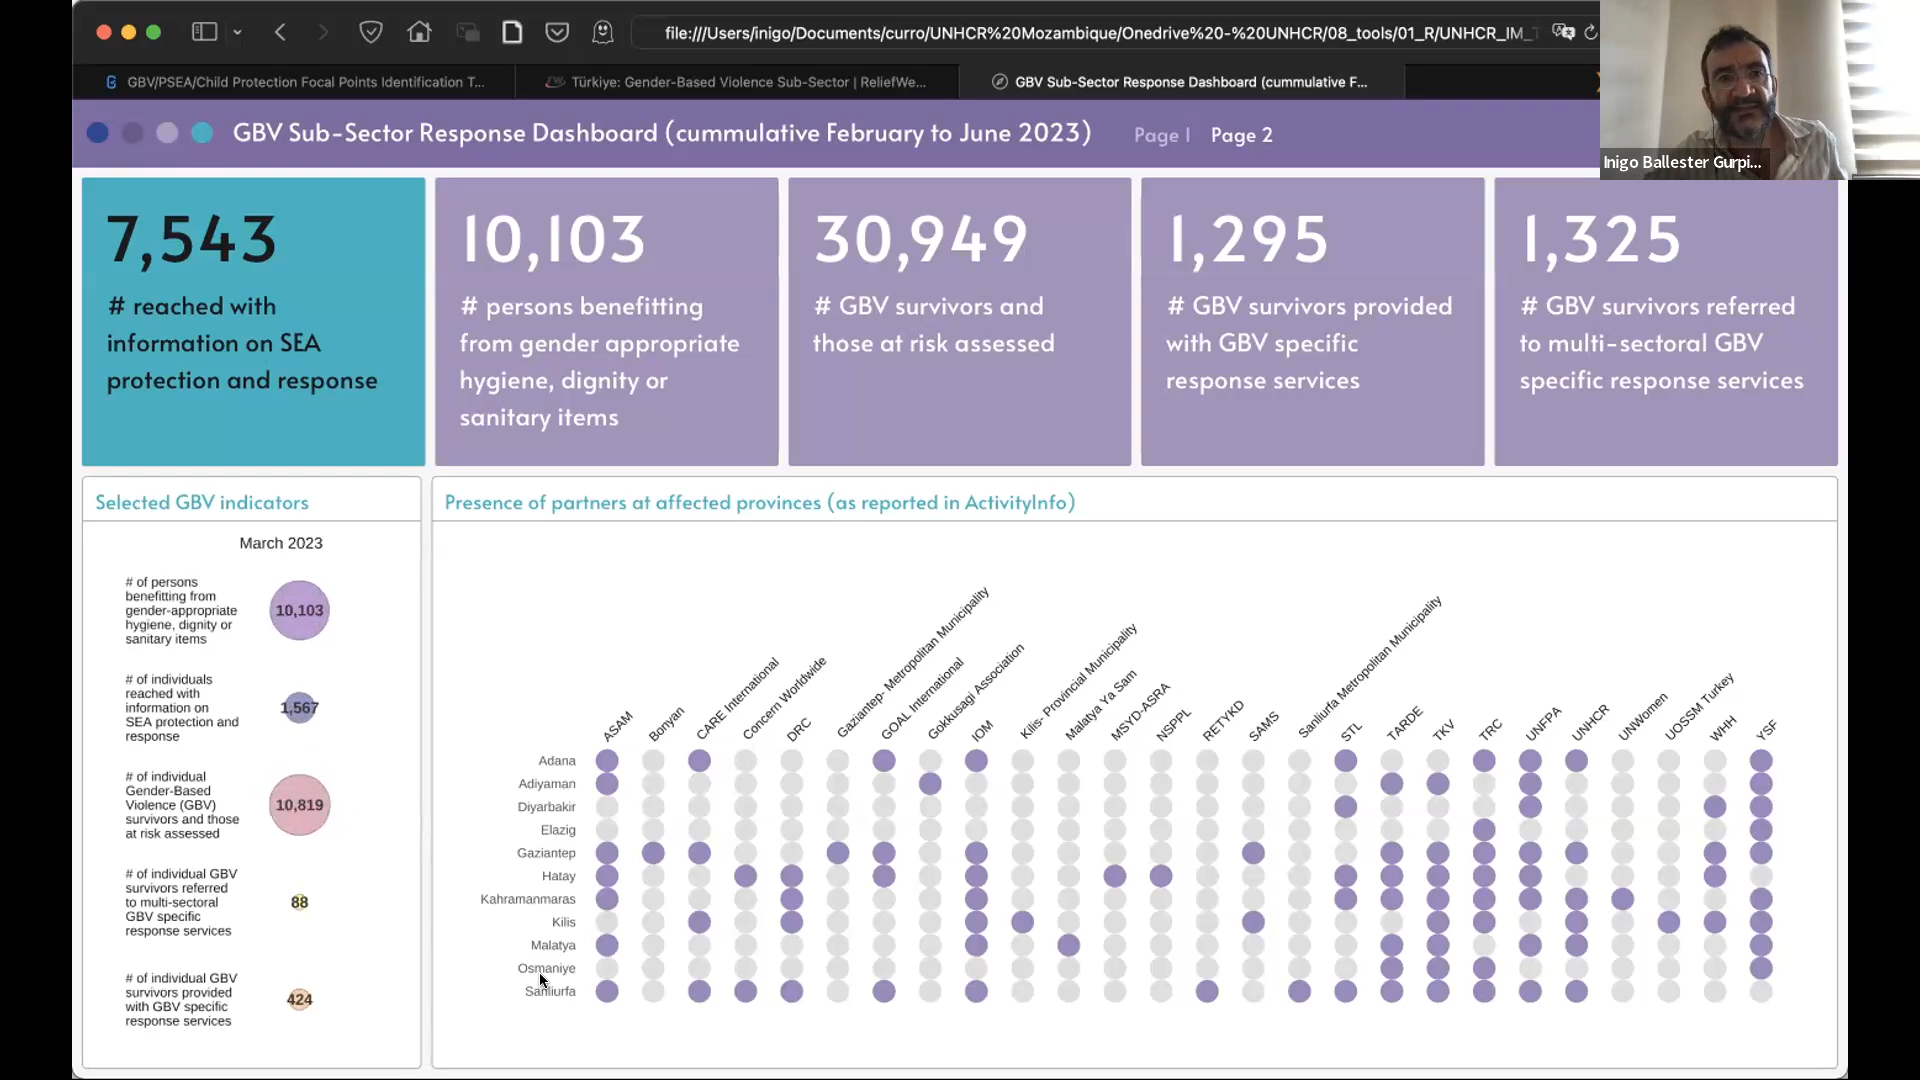 file:///Users/inigo/Documents/curro/UNHCR%20Mozambique/Onedrive%20-%20UNHCR/08_tools/01_R/UNHCR_IM_T
GBV/PSEA/Child Protection Focal Points Identification T...
Türkiye: Gender-Based Violence Sub-Sector | ReliefWe...
GBV Sub-Sector Response Dashboard (cummulative F...
Inigo Ballester Gurpi...
GBV Sub-Sector Response Dashboard (cummulative February to June 2023)
Page 1
Page 2
7,543
# reached with
information on SEA
protection and response
10,103
# persons benefitting
from gender appropriate
hygiene, dignity or
sanitary items
30,949
# GBV survivors and
those at risk assessed
1,295
# GBV survivors provided
with GBV specific
response services
1,325
# GBV survivors referred
to multi-sectoral GBV
specific response services
Selected GBV indicators
March 2023
# of persons
benefitting from
gender-appropriate
hygiene, dignity or
sanitary items
10,103
# of individuals
reached with
information on
SEA protection and
response
1,567
# of individual
Gender-Based
Violence (GBV)
survivors and those
at risk assessed
10,819
# of individual GBV
survivors referred
to multi-sectoral
GBV specific
response services
88
# of individual GBV
survivors provided
with GBV specific
response services
424
Presence of partners at affected provinces (as reported in ActivityInfo)
ASAM
Bonyan
CARE International
Concern Worldwide
DRC
Gaziantep- Metropolitan Municipality
GOAL International
Gokkusagi Association
IOM
Kilis- Provincial Municipality
Malatya Ya Sam
MSYD-ASRA
NSPPL
RETYKD
SAMS
Sanliurfa Metropolitan Municipality
STL
TARDE
TKV
TRC
UNFPA
UNHCR
UNWomen
UOSSM Turkey
WHH
YSF
Adana
Adiyaman
Diyarbakir
Elazig
Gaziantep
Hatay
Kahramanmaras
Kilis
Malatya
Osmaniye
Sanliurfa